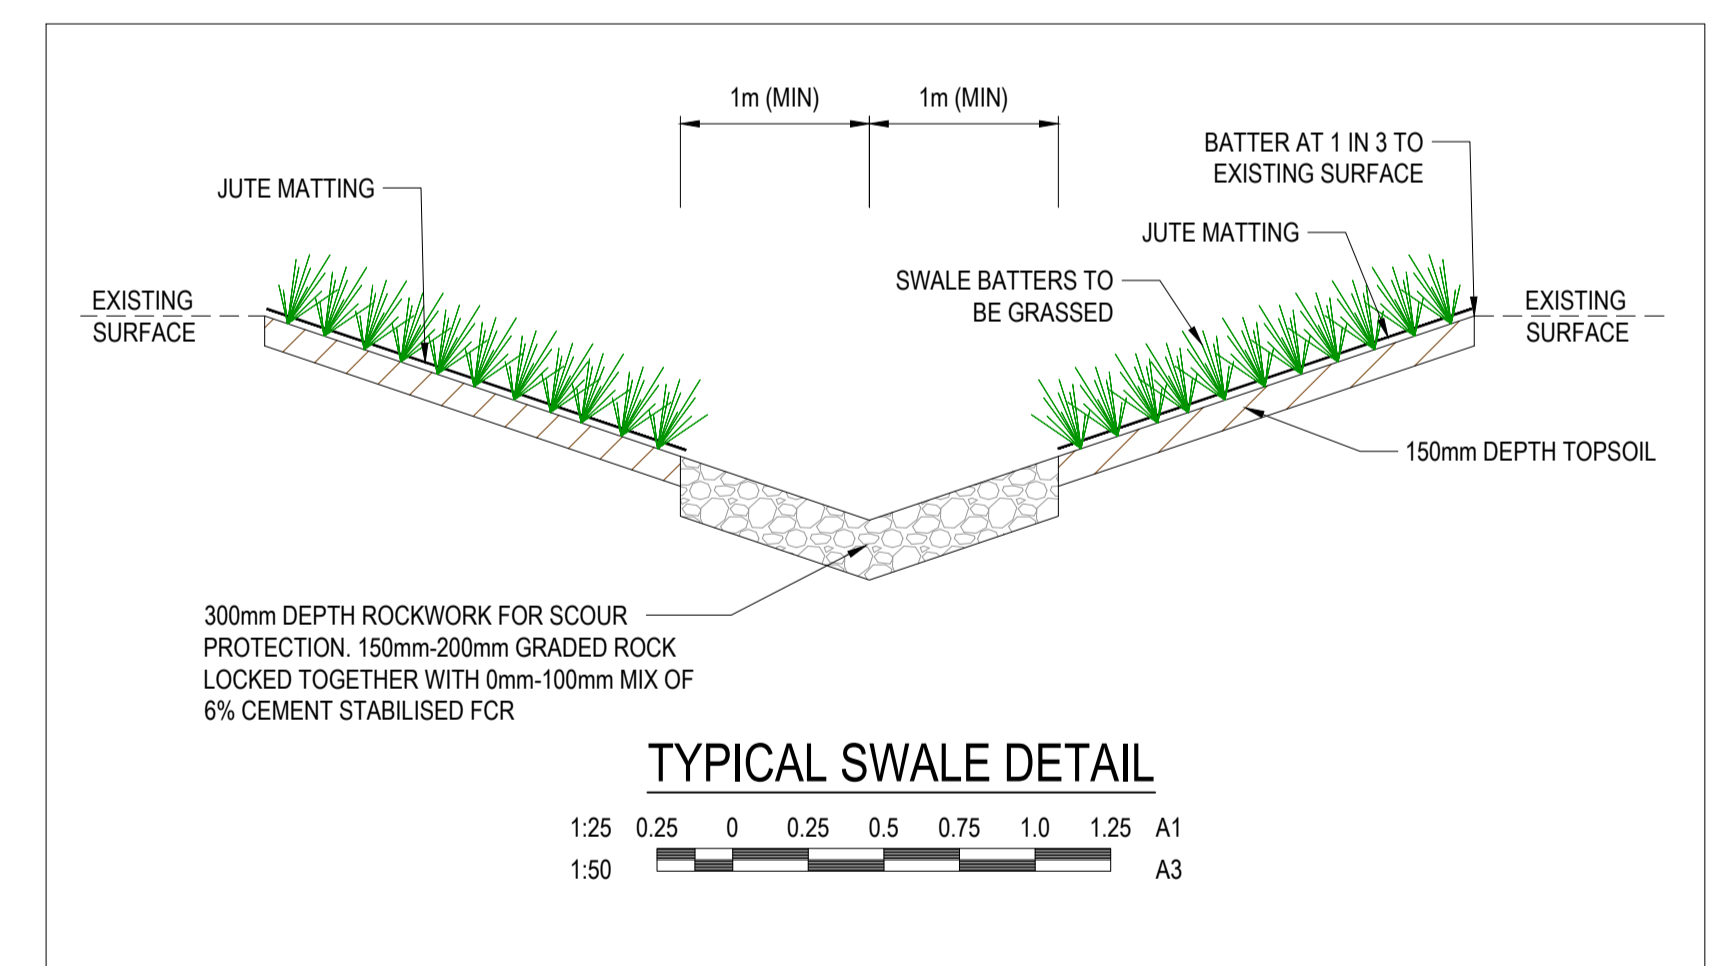 1m (MIN)
1m (MIN)
BATTER AT 1 IN 3 TO
EXISTING SURFACE
JUTE MATTING
JUTE MATTING
SWALE BATTERS TO
BE GRASSED
EXISTING
SURFACE
EXISTING
SURFACE
150mm DEPTH TOPSOIL
300mm DEPTH ROCKWORK FOR SCOUR
PROTECTION. 150mm-200mm GRADED ROCK
LOCKED TOGETHER WITH 0mm-100mm MIX OF
6% CEMENT STABILISED FCR
TYPICAL SWALE DETAIL
1:25 0.25 0 0.25 0.5 0.75 1.0 1.25 A1
1:50 A3